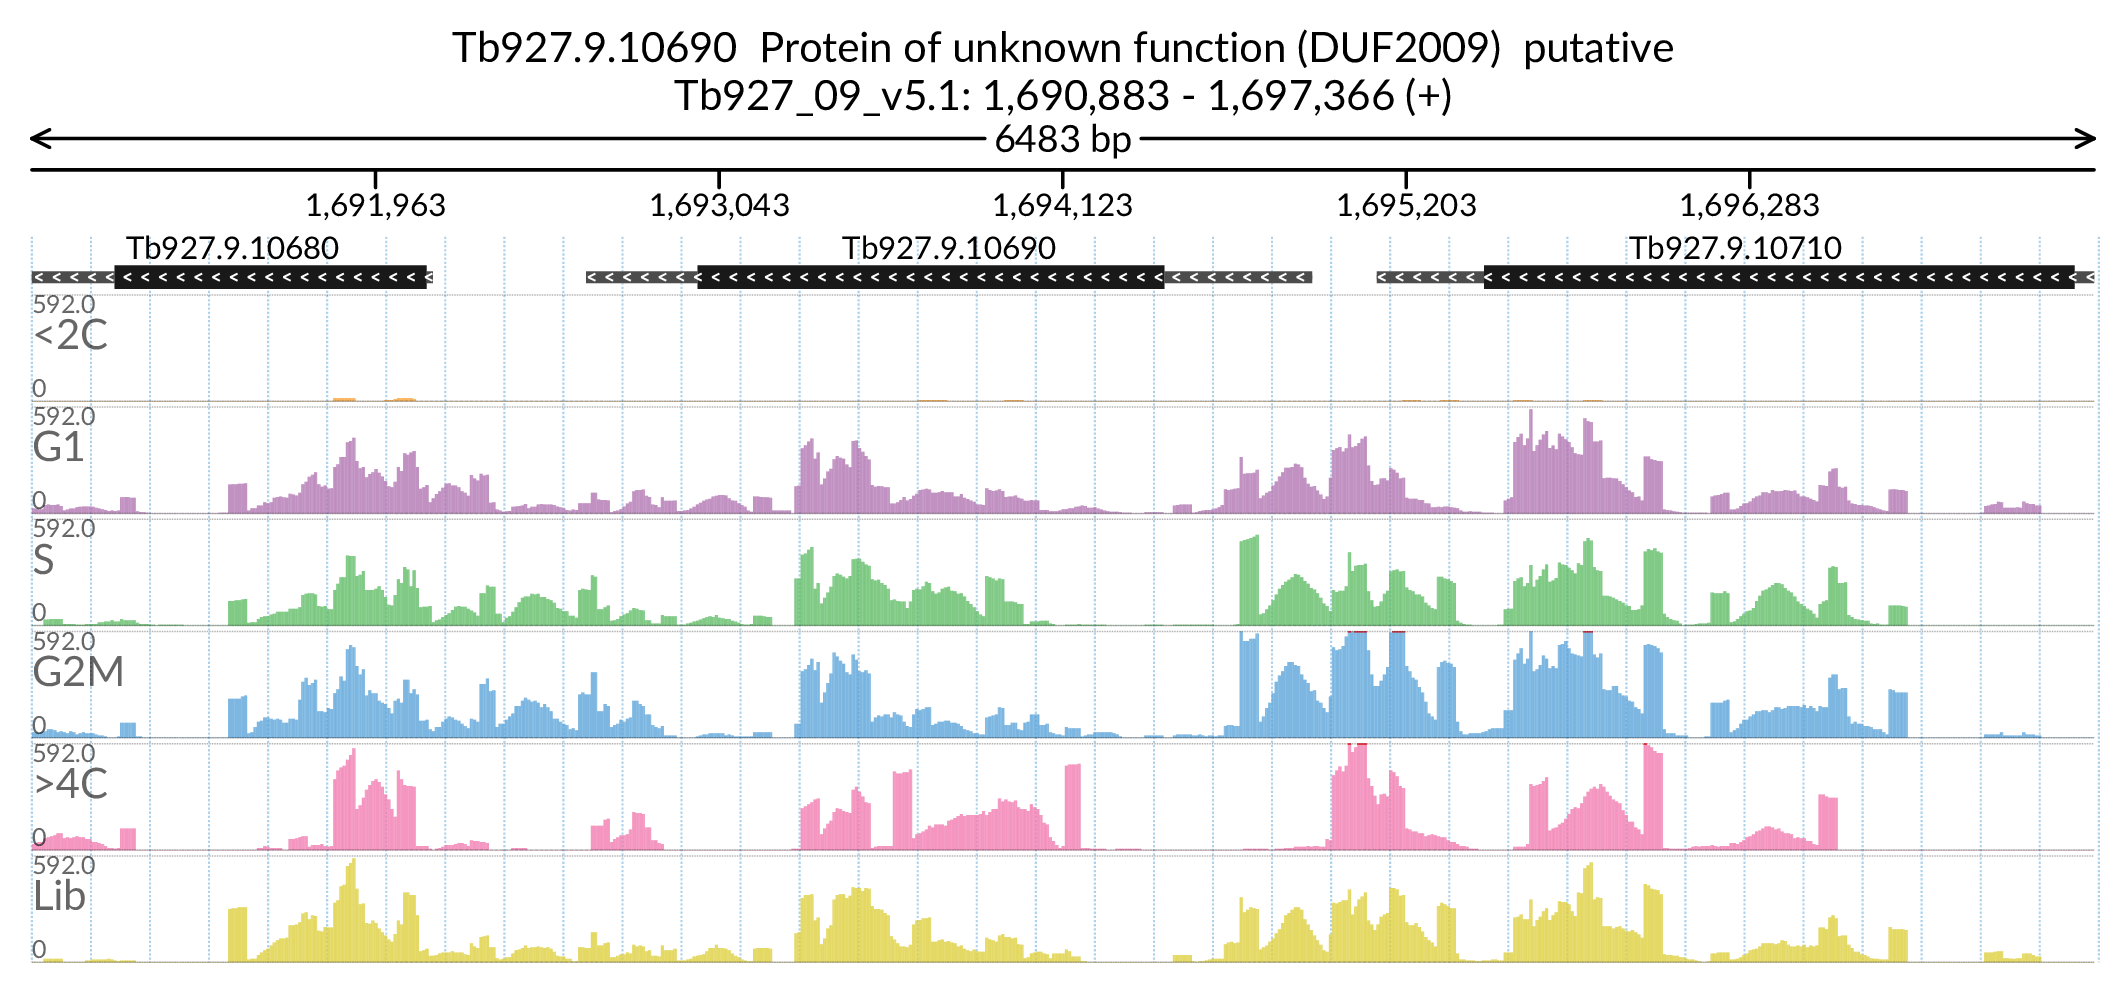 Tb927.9.10690 Protein of unknown function (DUF2009) putative
Tb927_09_v5.1: 1,690,883 - 1,697,366 (+)
6483 bp
1,691,963 1,693,043 1,694,123 1,695,203 1,696,283
Tb927.9.10680 Tb927.9.10690 Tb927.9.10710
592.0
<2C
0
592.0
G1
0
592.0
S
0
592.0
G2M
0
592.0
>4C
0
592.0
Lib
0